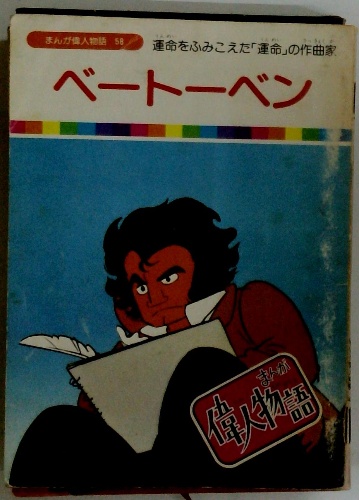 まんが偉人物語 58
運命をふみこえた「運命」の作曲家
ベートーベン
まんが
偉人物語